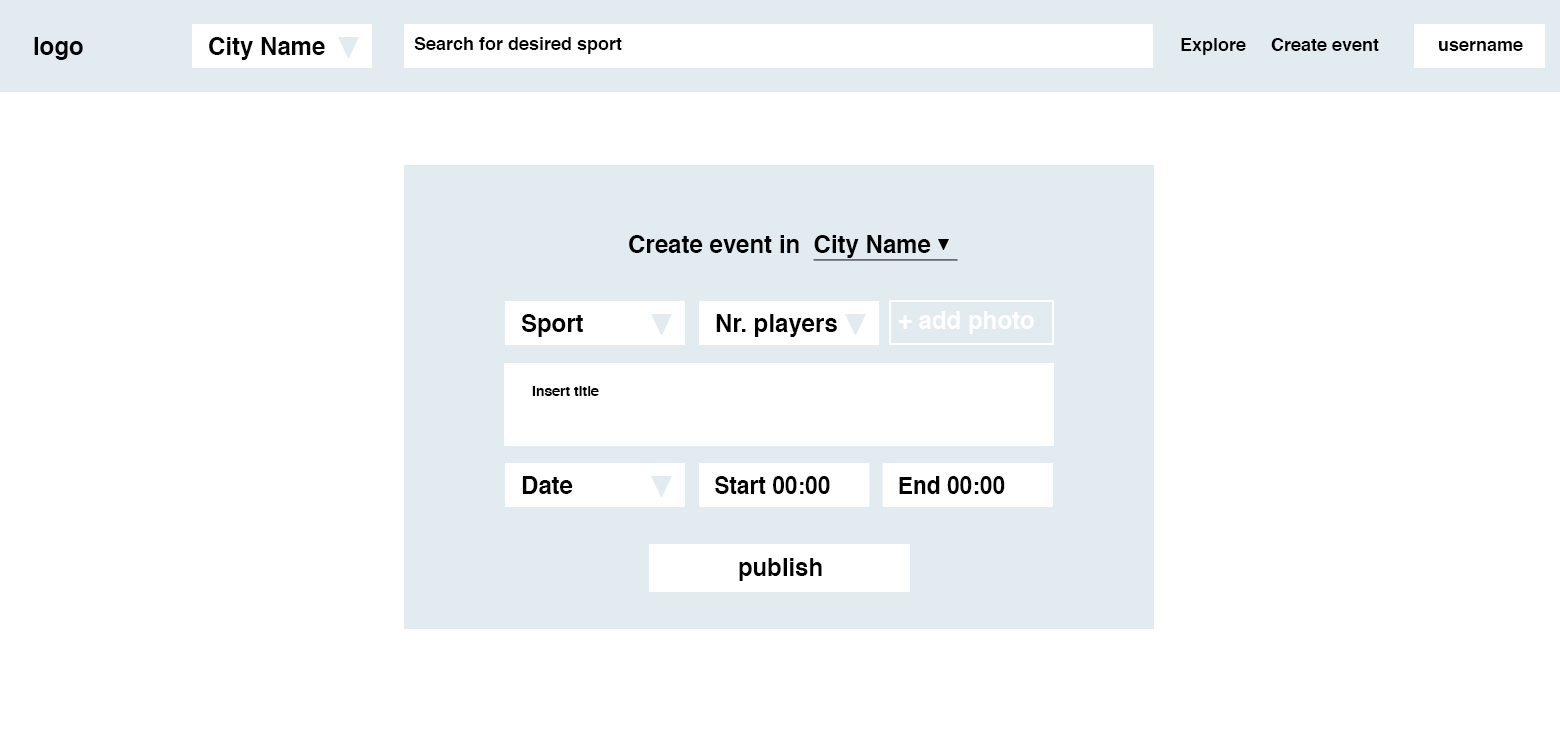 logo
City Name
Search for desired sport
Explore
Create event
username
Create event in City Name
Sport
Nr. players
+ add photo
Insert title
Date
Start 00:00
End 00:00
publish